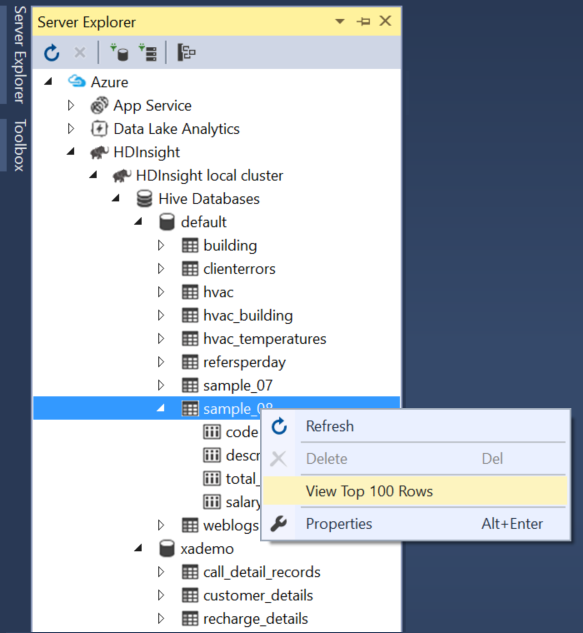 Server Explorer
Toolbox
Server Explorer
Azure
App Service
Data Lake Analytics
HDInsight
HDInsight local cluster
Hive Databases
default
building
clienterrors
hvac
hvac_building
hvac_temperatures
refersperday
sample_07
sample_08
code
descr
total_
salary
weblogs
xademo
call_detail_records
customer_details
recharge_details
Refresh
Delete Del
View Top 100 Rows
Properties Alt+Enter